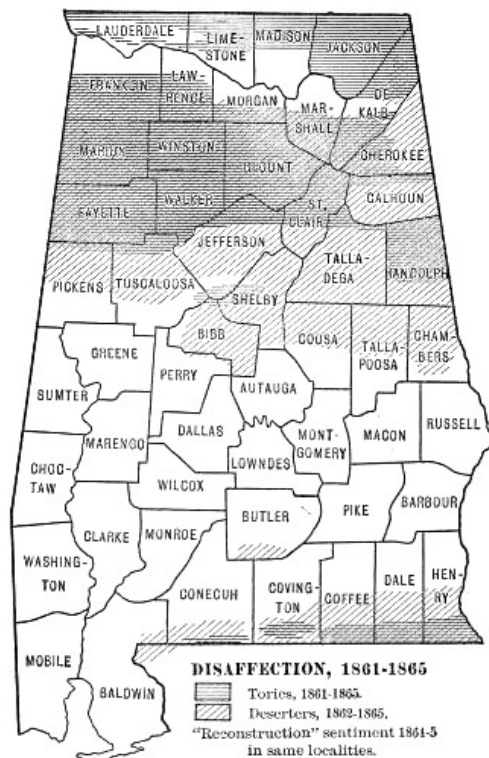 LAUDERDALE
LIME-
STONE
MADISON
JACKSON
FRANKLIN
LAW-
RENCE
MORGAN
MAR-
SHALL
DE
KALB
CHEROKEE
MARION
WINSTON
BLOUNT
FAYETTE
WALKER
ST.
CLAIR
CALHOUN
JEFFERSON
TALLA-
DEGA
RANDOLPH
PICKENS
TUSCALOOSA
SHELBY
BIBB
COUSA
TALLA-
POOSA
CHAM-
BERS
GREENE
PERRY
AUTAUGA
SUMTER
MARENGO
DALLAS
MONT-
GOMERY
MACON
RUSSELL
CHOC-
TAW
LOWNDES
WILCOX
BUTLER
PIKE
BARBOUR
CLARKE
MONROE
WASHING-
TON
CONECUH
COVING-
TON
COFFEE
DALE
HEN-
RY
MOBILE
BALDWIN
DISAFFECTION, 1861-1865
Tories, 1861-1865.
Deserters, 1862-1865.
"Reconstruction" sentiment 1864-5
in same localities.